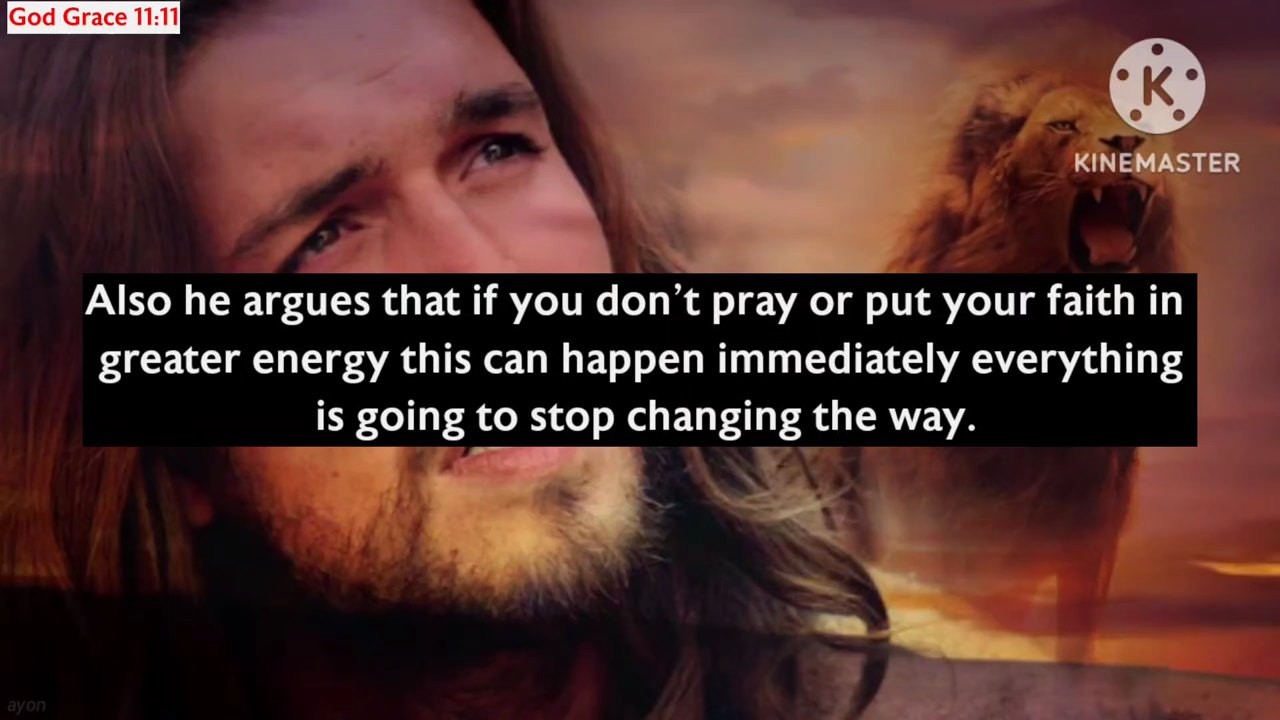 God Grace 11:11
KINEMASTER
Also he argues that if you don’t pray or put your faith in
greater energy this can happen immediately everything
is going to stop changing the way.
ayon